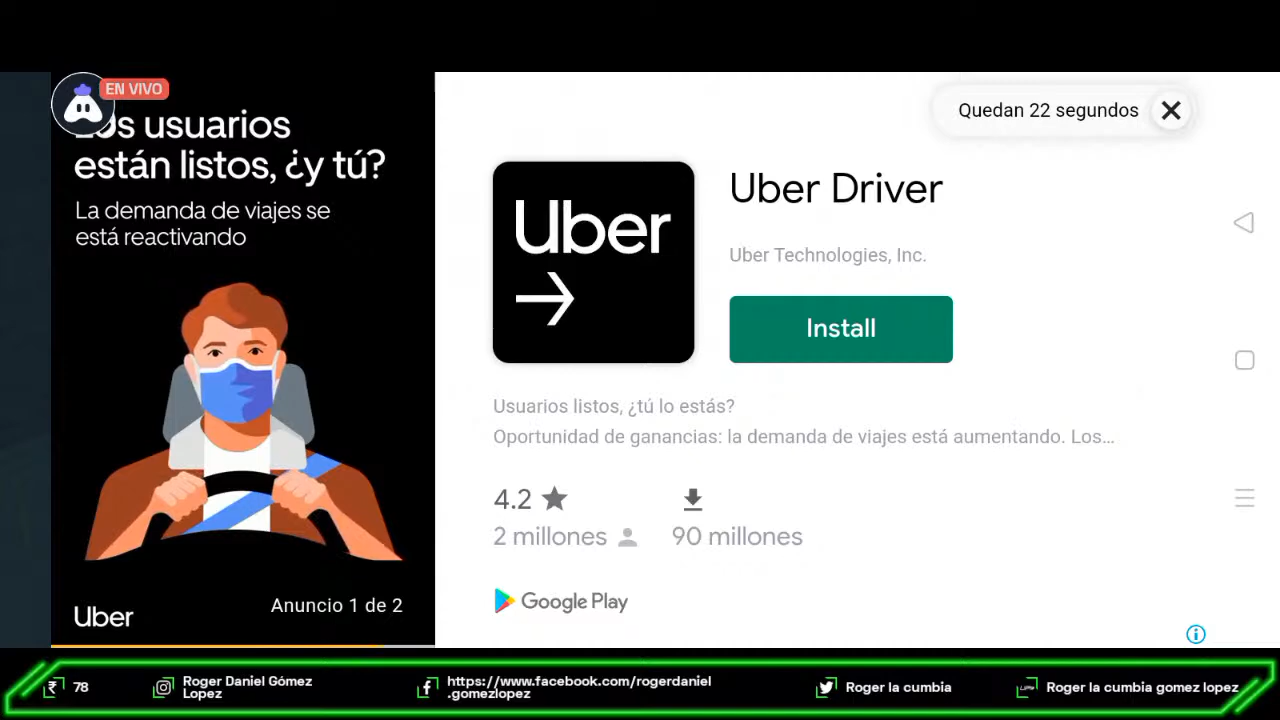 EN VIVO
Los usuarios
están listos, ¿y tú?
La demanda de viajes se
está reactivando
Uber
Anuncio 1 de 2
Quedan 22 segundos
Uber
Uber Driver
Uber Technologies, Inc.
Install
Usuarios listos, ¿tú lo estás?
Oportunidad de ganancias: la demanda de viajes está aumentando. Los...
4.2
2 millones
90 millones
Google Play
78
Roger Daniel Gómez
Lopez
https://www.facebook.com/rogerdaniel
.gomezlopez
Roger la cumbia
Roger la cumbia gomez lopez